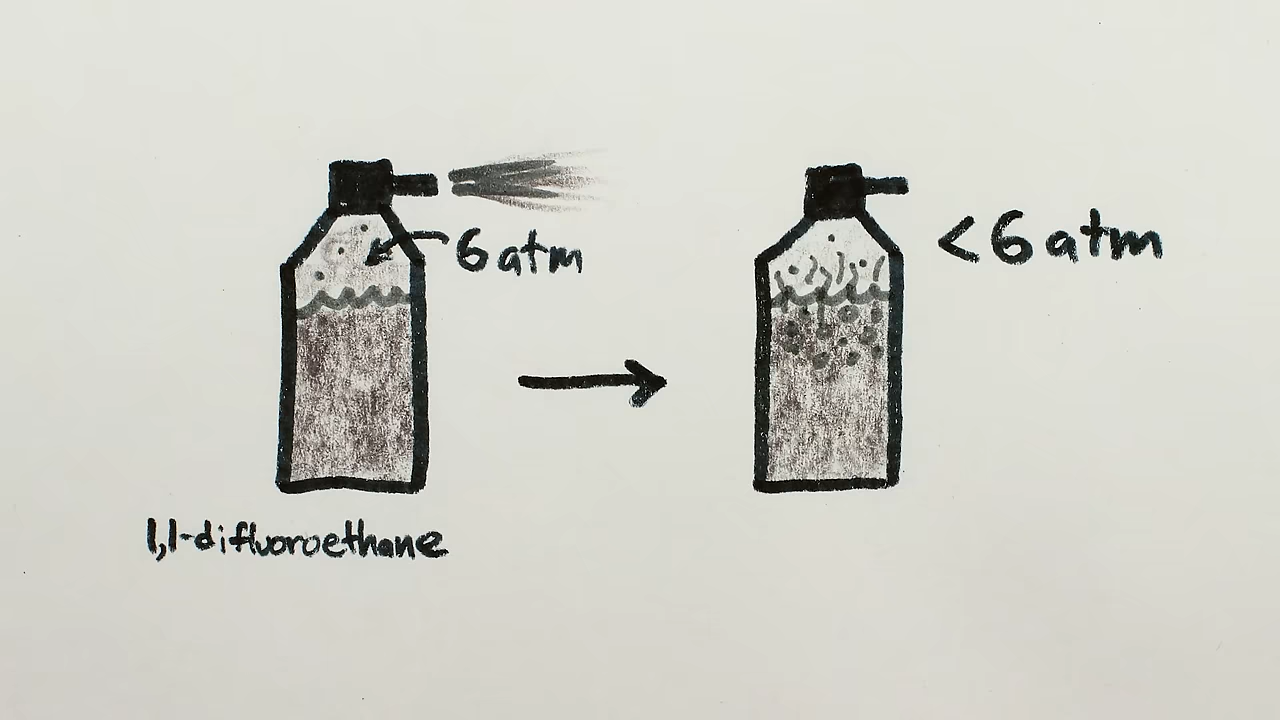 6 atm
< 6 atm
1,1-difluoroethane